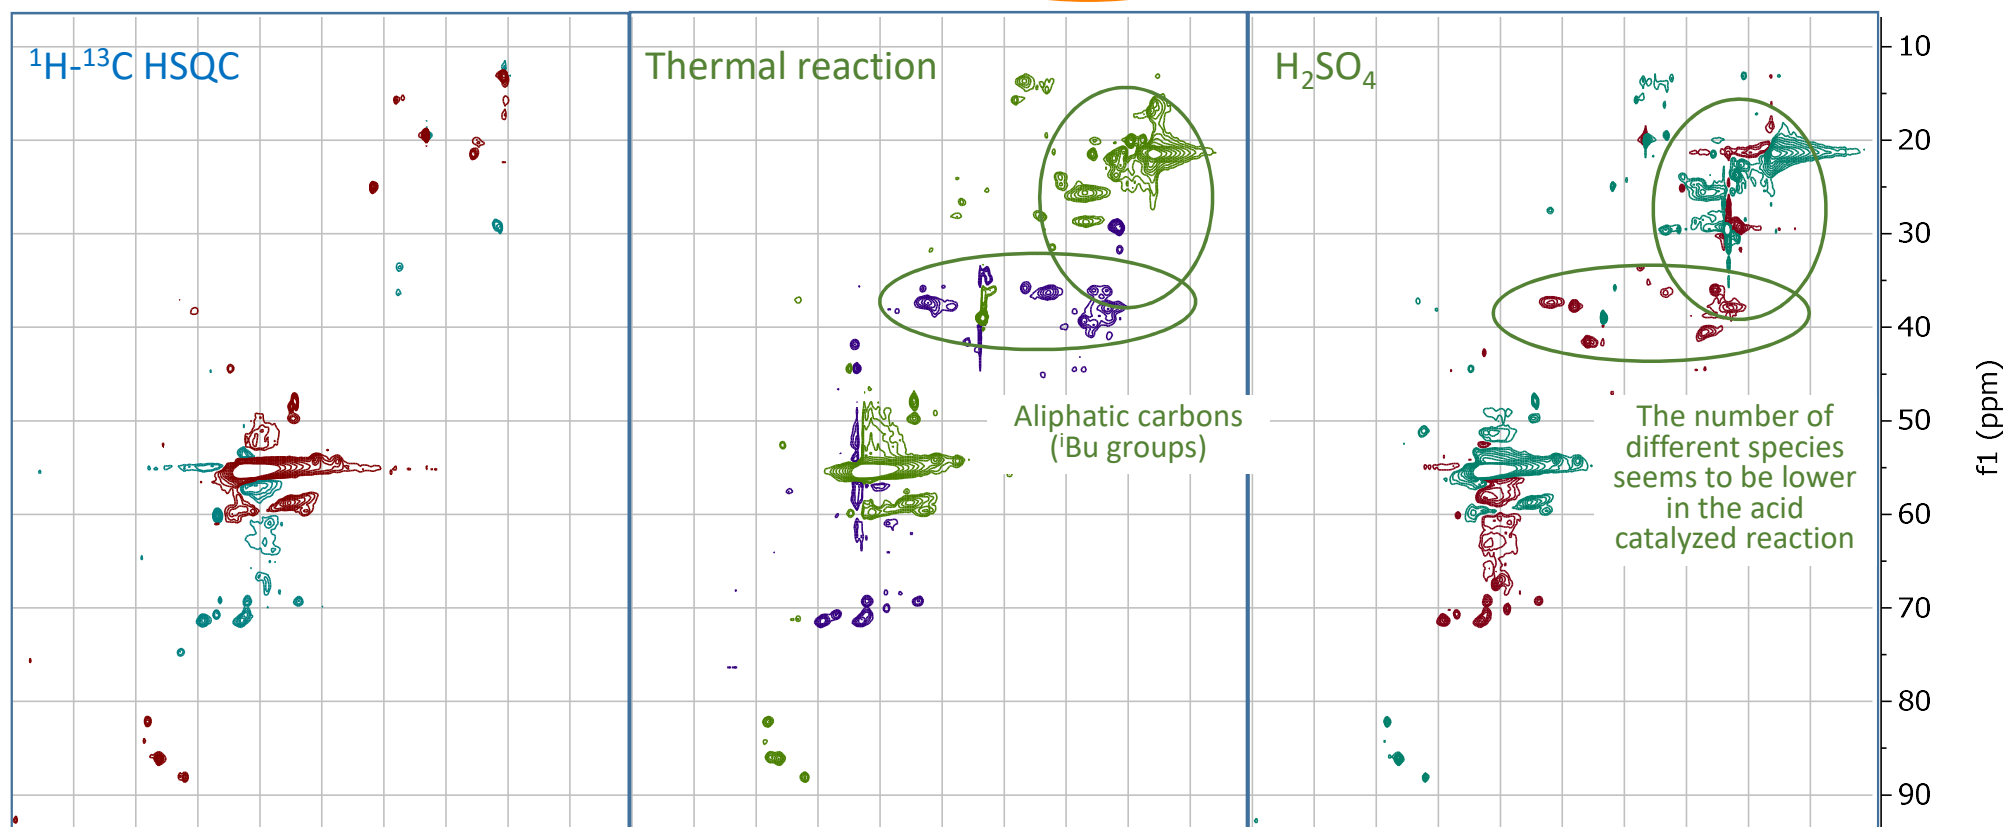 ¹H-¹³C HSQC
Thermal reaction
H₂SO₄
Aliphatic carbons
(ⁱBu groups)
The number of
different species
seems to be lower
in the acid
catalyzed reaction
10
20
30
40
50
60
70
80
90
f1 (ppm)